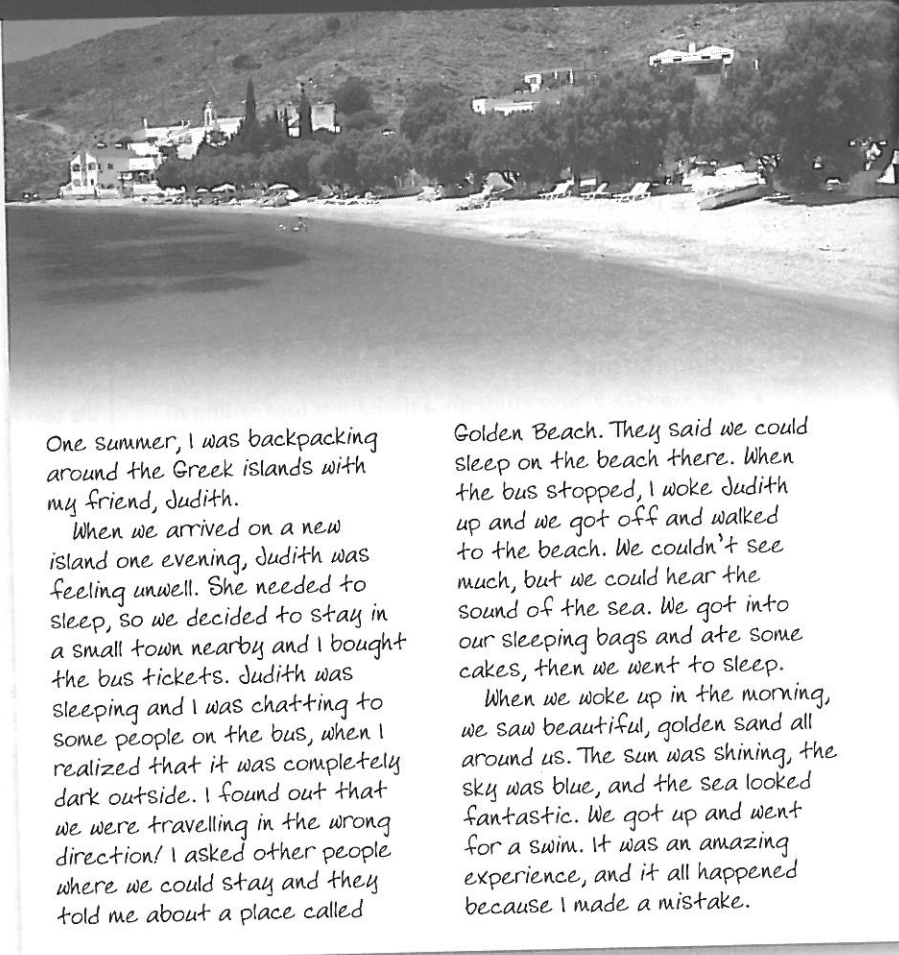 One summer, I was backpacking
around the Greek islands with
my friend, Judith.
When we arrived on a new
island one evening, Judith was
feeling unwell. She needed to
sleep, so we decided to stay in
a small town nearby and I bought
the bus tickets. Judith was
sleeping and I was chatting to
some people on the bus, when I
realized that it was completely
dark outside. I found out that
we were travelling in the wrong
direction! I asked other people
where we could stay and they
told me about a place called
Golden Beach. They said we could
sleep on the beach there. When
the bus stopped, I woke Judith
up and we got off and walked
to the beach. We couldn't see
much, but we could hear the
sound of the sea. We got into
our sleeping bags and ate some
cakes, then we went to sleep.
When we woke up in the morning,
we saw beautiful, golden sand all
around us. The sun was shining, the
sky was blue, and the sea looked
fantastic. We got up and went
for a swim. It was an amazing
experience, and it all happened
because I made a mistake.